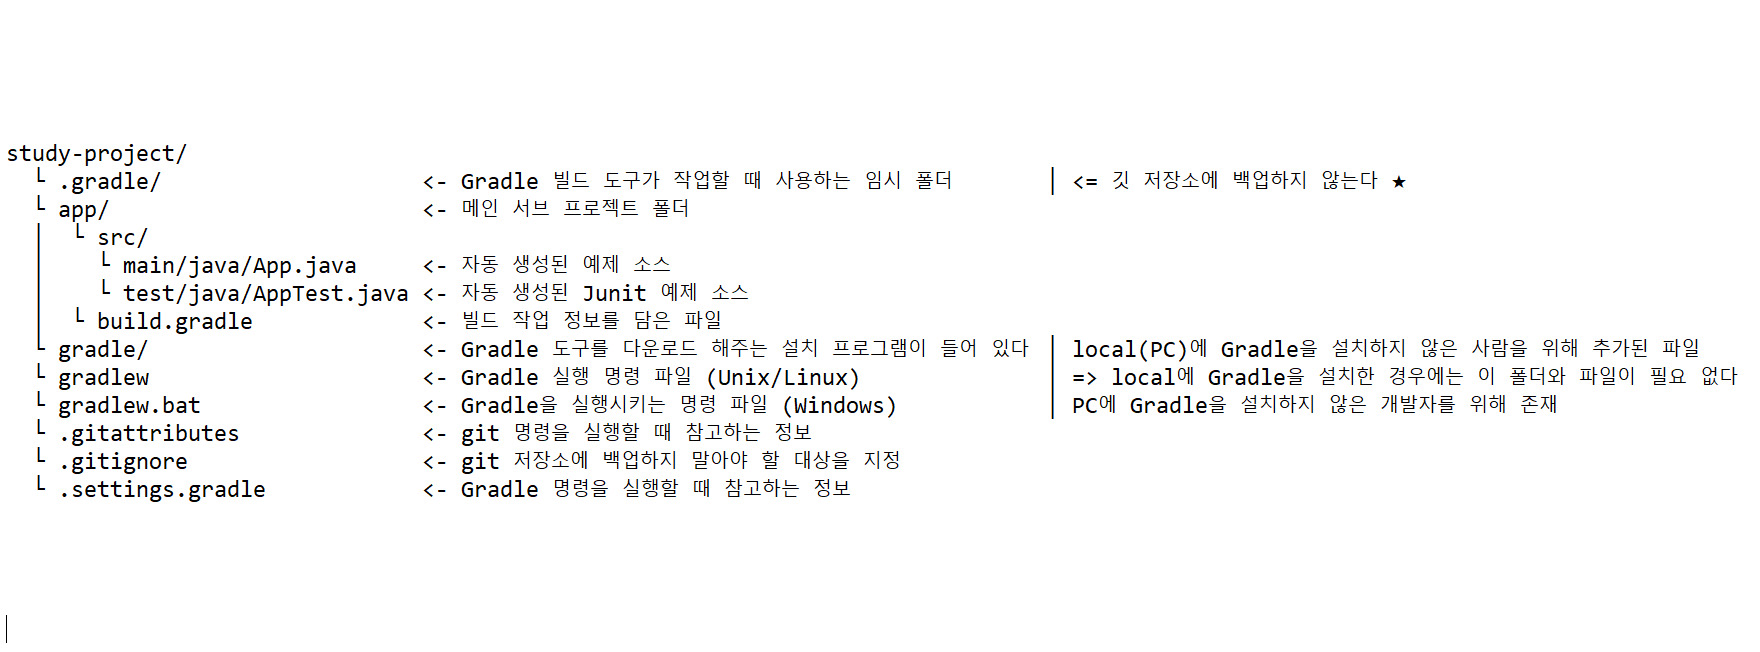 study-project/
└ .gradle/ <- Gradle 빌드 도구가 작업할 때 사용하는 임시 폴더 | <= 깃 저장소에 백업하지 않는다 ★
└ app/ <- 메인 서브 프로젝트 폴더
│ └ src/
│ └ main/java/App.java <- 자동 생성된 예제 소스
│ └ test/java/AppTest.java <- 자동 생성된 Junit 예제 소스
│ └ build.gradle <- 빌드 작업 정보를 담은 파일
└ gradle/ <- Gradle 도구를 다운로드 해주는 설치 프로그램이 들어 있다 | local(PC)에 Gradle을 설치하지 않은 사람을 위해 추가된 파일
└ gradlew <- Gradle 실행 명령 파일 (Unix/Linux) | => local에 Gradle을 설치한 경우에는 이 폴더와 파일이 필요 없다
└ gradlew.bat <- Gradle을 실행시키는 명령 파일 (Windows) | PC에 Gradle을 설치하지 않은 개발자를 위해 존재
└ .gitattributes <- git 명령을 실행할 때 참고하는 정보
└ .gitignore <- git 저장소에 백업하지 말아야 할 대상을 지정
└ .settings.gradle <- Gradle 명령을 실행할 때 참고하는 정보